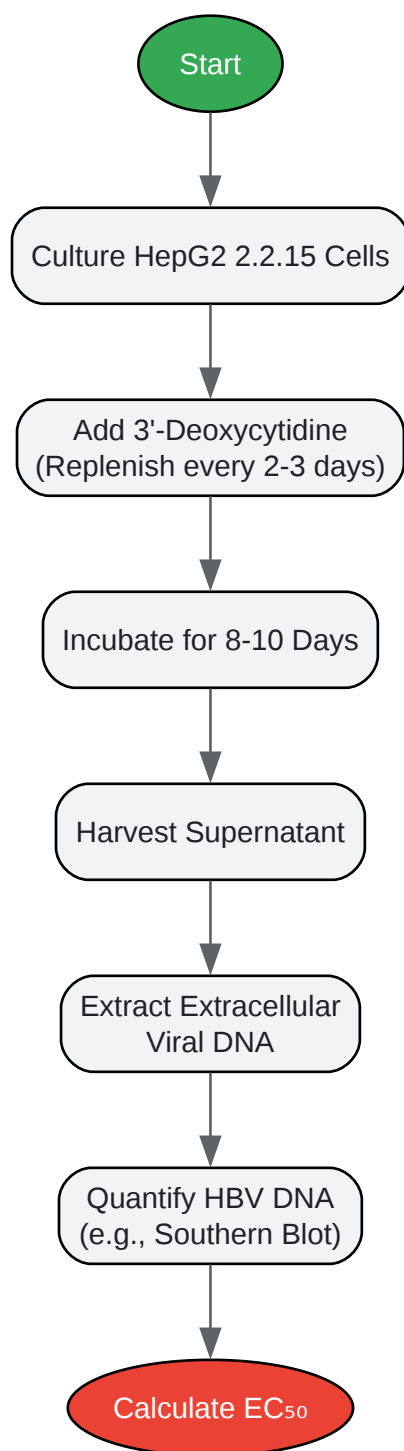 Start
Culture HepG2 2.2.15 Cells
Add 3'-Deoxycytidine
(Replenish every 2-3 days)
Incubate for 8-10 Days
Harvest Supernatant
Extract Extracellular
Viral DNA
Quantify HBV DNA
(e.g., Southern Blot)
Calculate EC₅₀